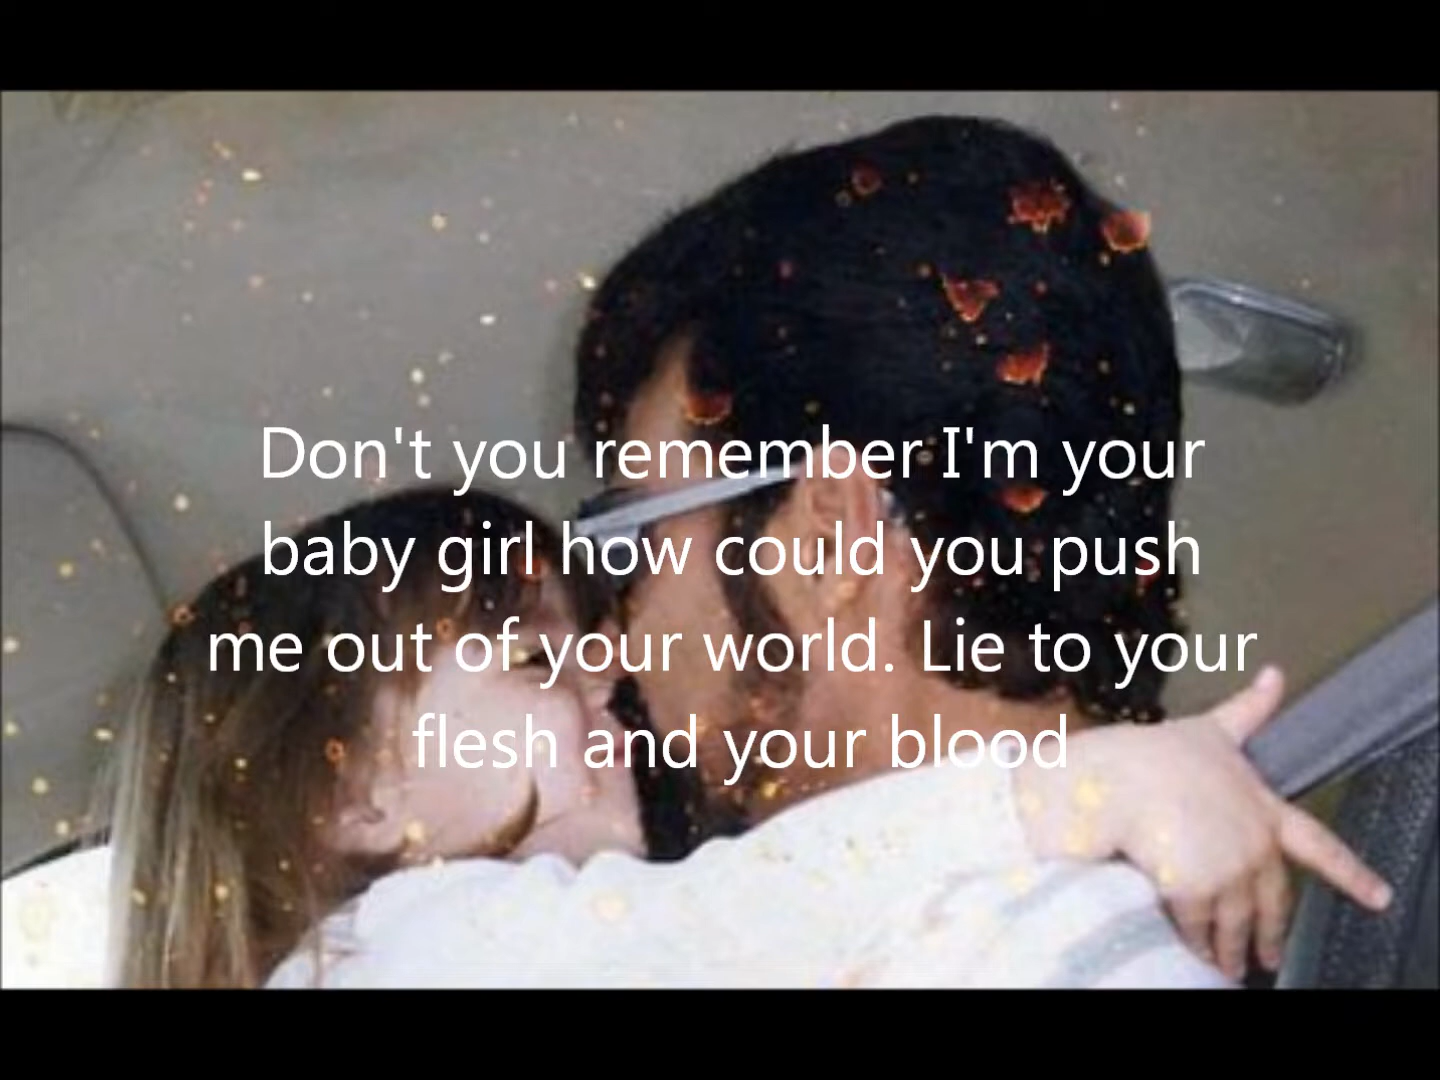 Don't you remember I'm your
baby girl how could you push
me out of your world. Lie to your
flesh and your blood